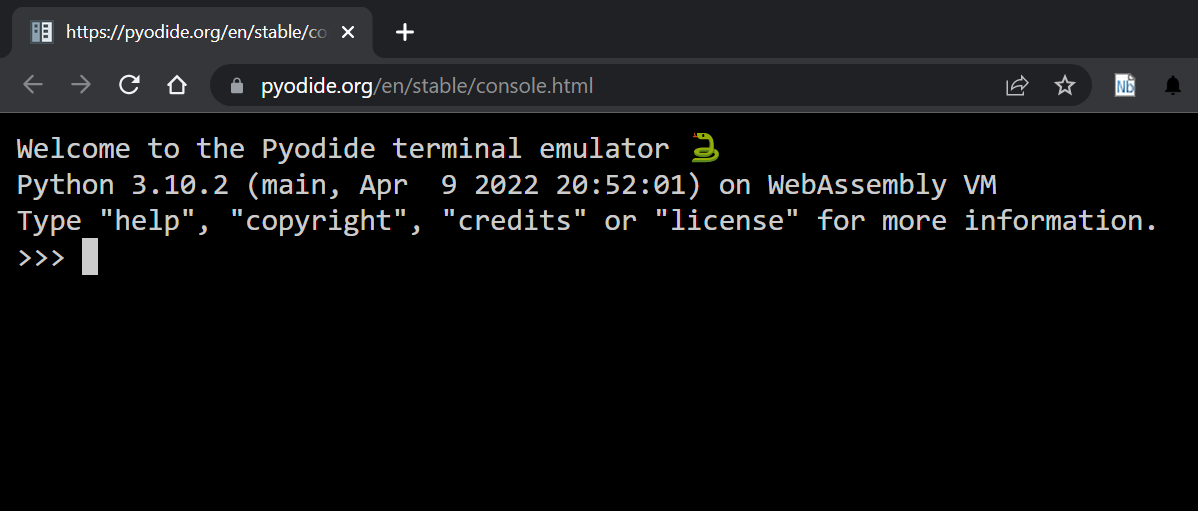 https://pyodide.org/en/stable/co
pyodide.org/en/stable/console.html
Nb
Welcome to the Pyodide terminal emulator 🐍
Python 3.10.2 (main, Apr  9 2022 20:52:01) on WebAssembly VM
Type "help", "copyright", "credits" or "license" for more information.
>>>